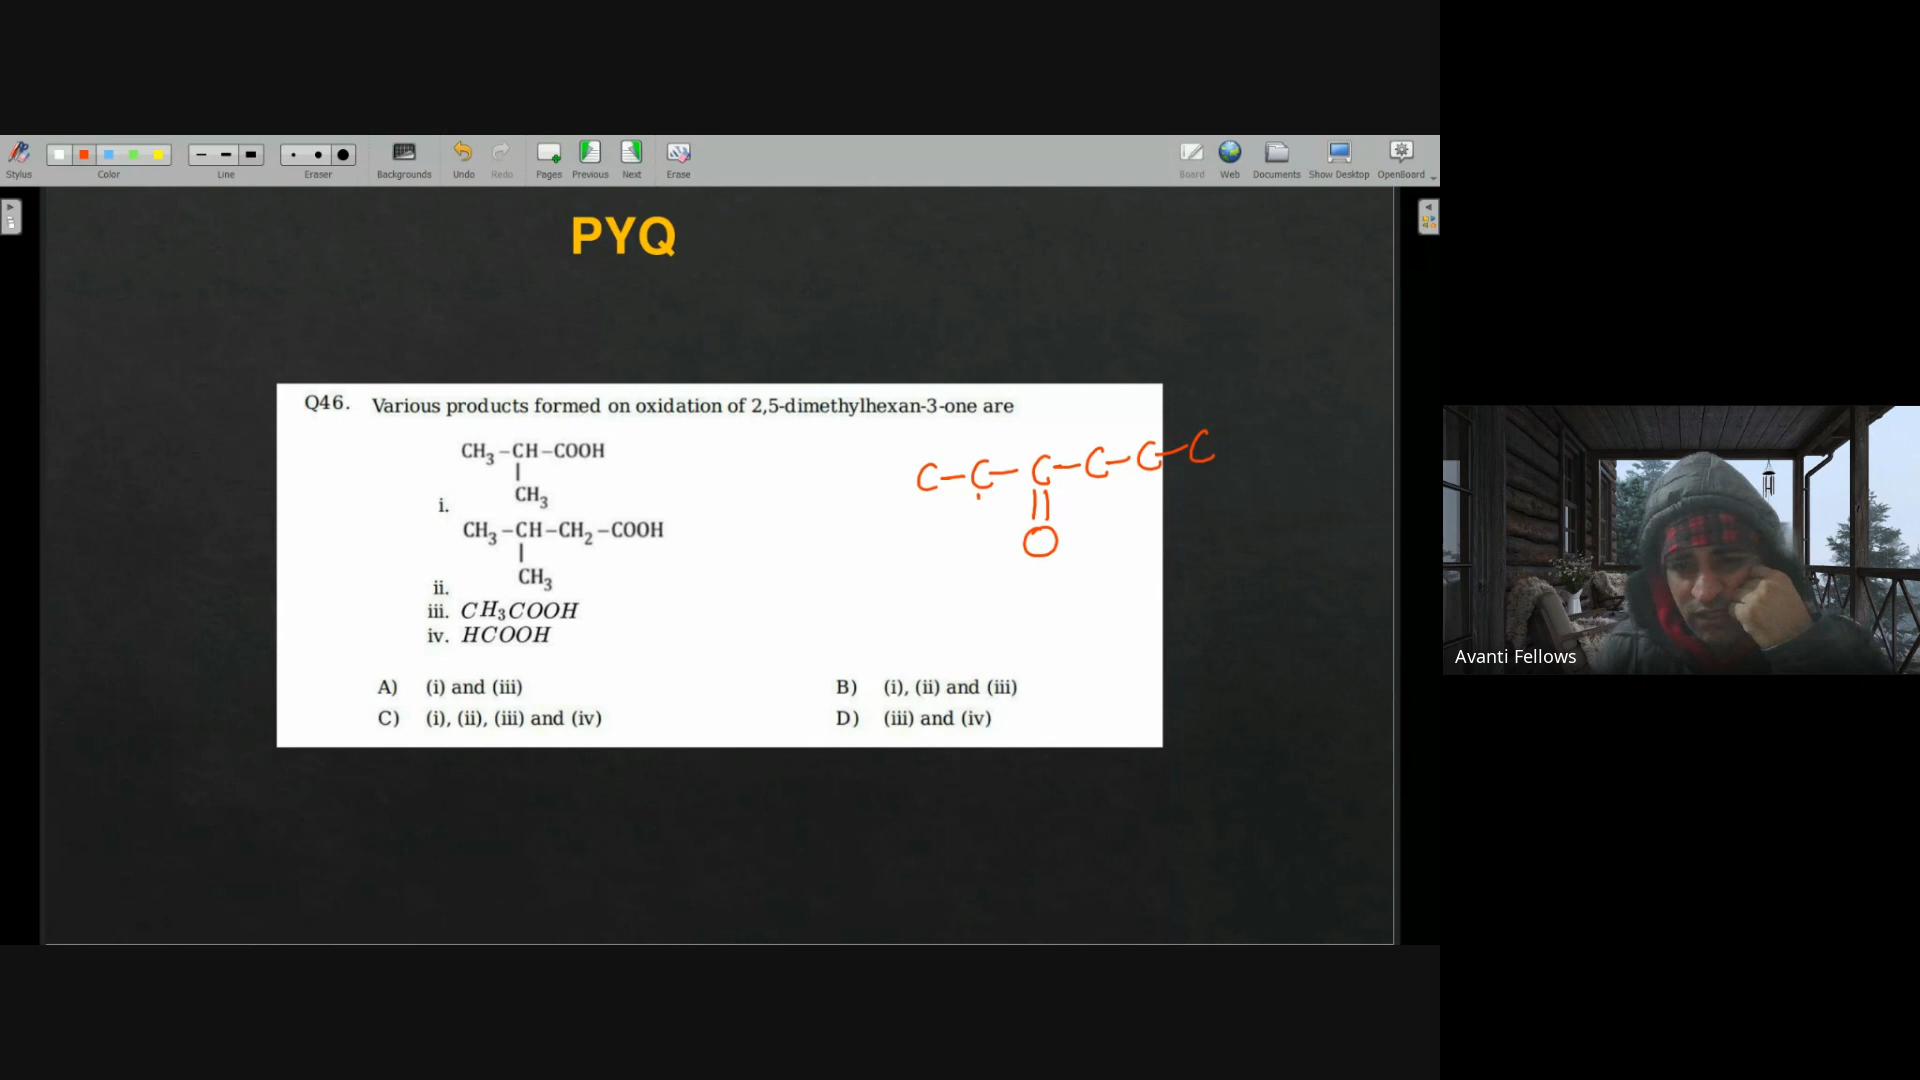 Stylus Color Line Eraser Backgrounds Undo Redo Pages Previous Next Erase Board Web Documents Show Desktop OpenBoard
PYQ
Q46. Various products formed on oxidation of 2,5-dimethylhexan-3-one are
CH₃–CH–COOH
|
CH₃
i.
CH₃–CH–CH₂–COOH
|
CH₃
ii.
iii. CH₃COOH
iv. HCOOH
A) (i) and (iii) B) (i), (ii) and (iii)
C) (i), (ii), (iii) and (iv) D) (iii) and (iv)
C–C–C–C–C–C
||
O
Avanti Fellows